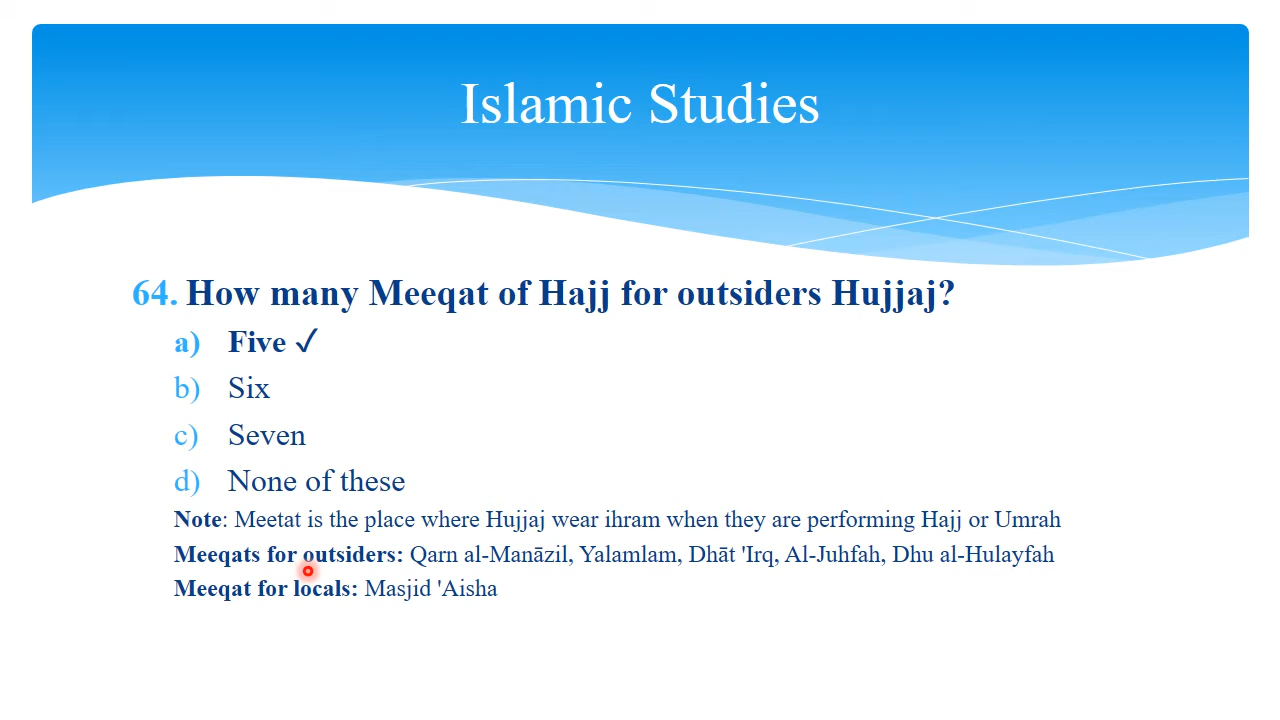 Islamic Studies
64. How many Meeqat of Hajj for outsiders Hujjaj?
a) Five ✓
b) Six
c) Seven
d) None of these
Note: Meetat is the place where Hujjaj wear ihram when they are performing Hajj or Umrah
Meeqats for outsiders: Qarn al-Manāzil, Yalamlam, Dhāt 'Irq, Al-Juhfah, Dhu al-Hulayfah
Meeqat for locals: Masjid 'Aisha